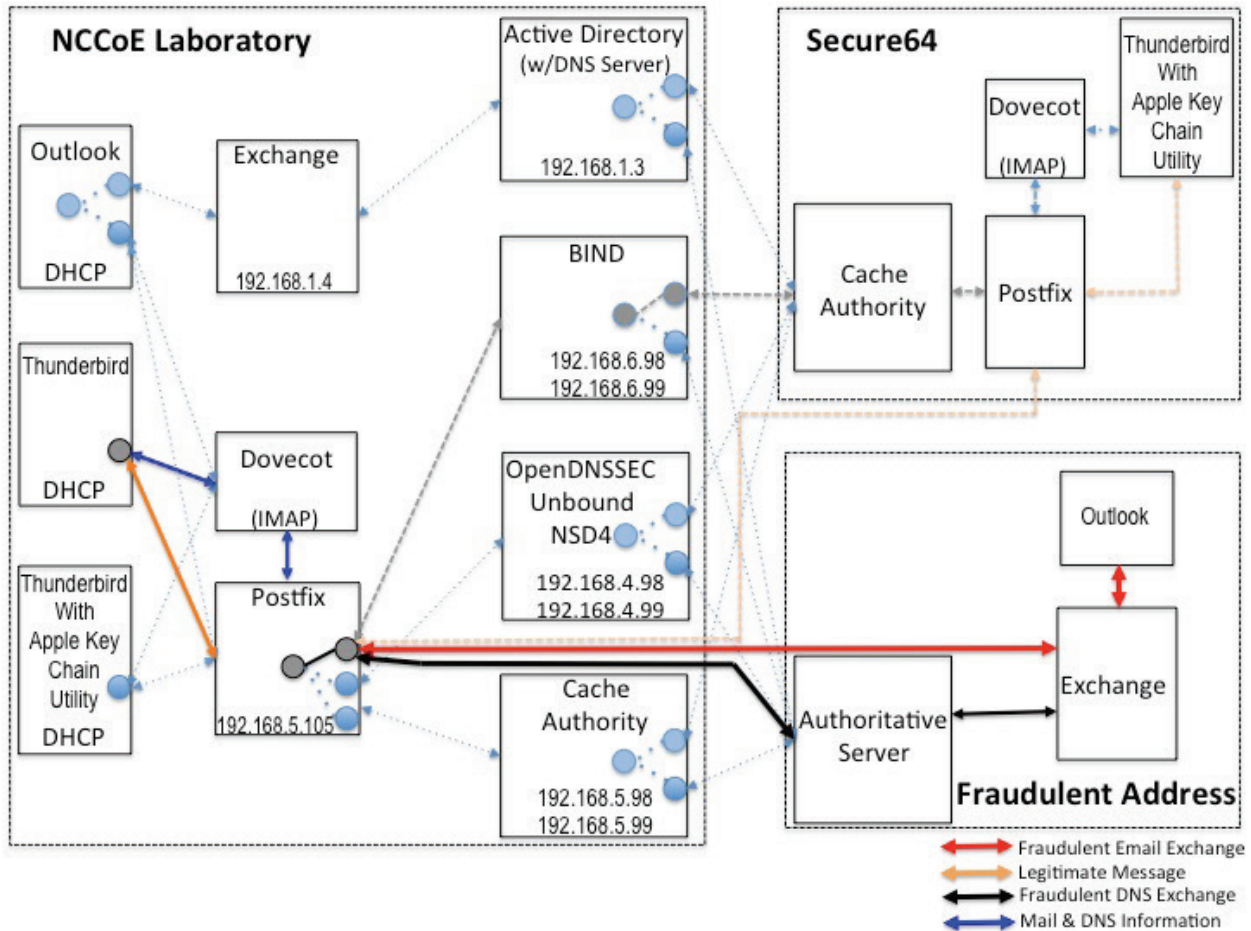 NCCoE Laboratory
Outlook
DHCP
Exchange
192.168.1.4
Active Directory
(w/DNS Server)
192.168.1.3
Thunderbird
DHCP
Dovecot
(IMAP)
BIND
192.168.6.98
192.168.6.99
Thunderbird
With
Apple Key
Chain
Utility
DHCP
Postfix
192.168.5.105
OpenDNSSEC
Unbound
NSD4
192.168.4.98
192.168.4.99
Cache
Authority
192.168.5.98
192.168.5.99
Secure64
Cache
Authority
Dovecot
(IMAP)
Postfix
Thunderbird
With
Apple Key
Chain
Utility
Outlook
Exchange
Authoritative
Server
Fraudulent Address
Fraudulent Email Exchange
Legitimate Message
Fraudulent DNS Exchange
Mail & DNS Information